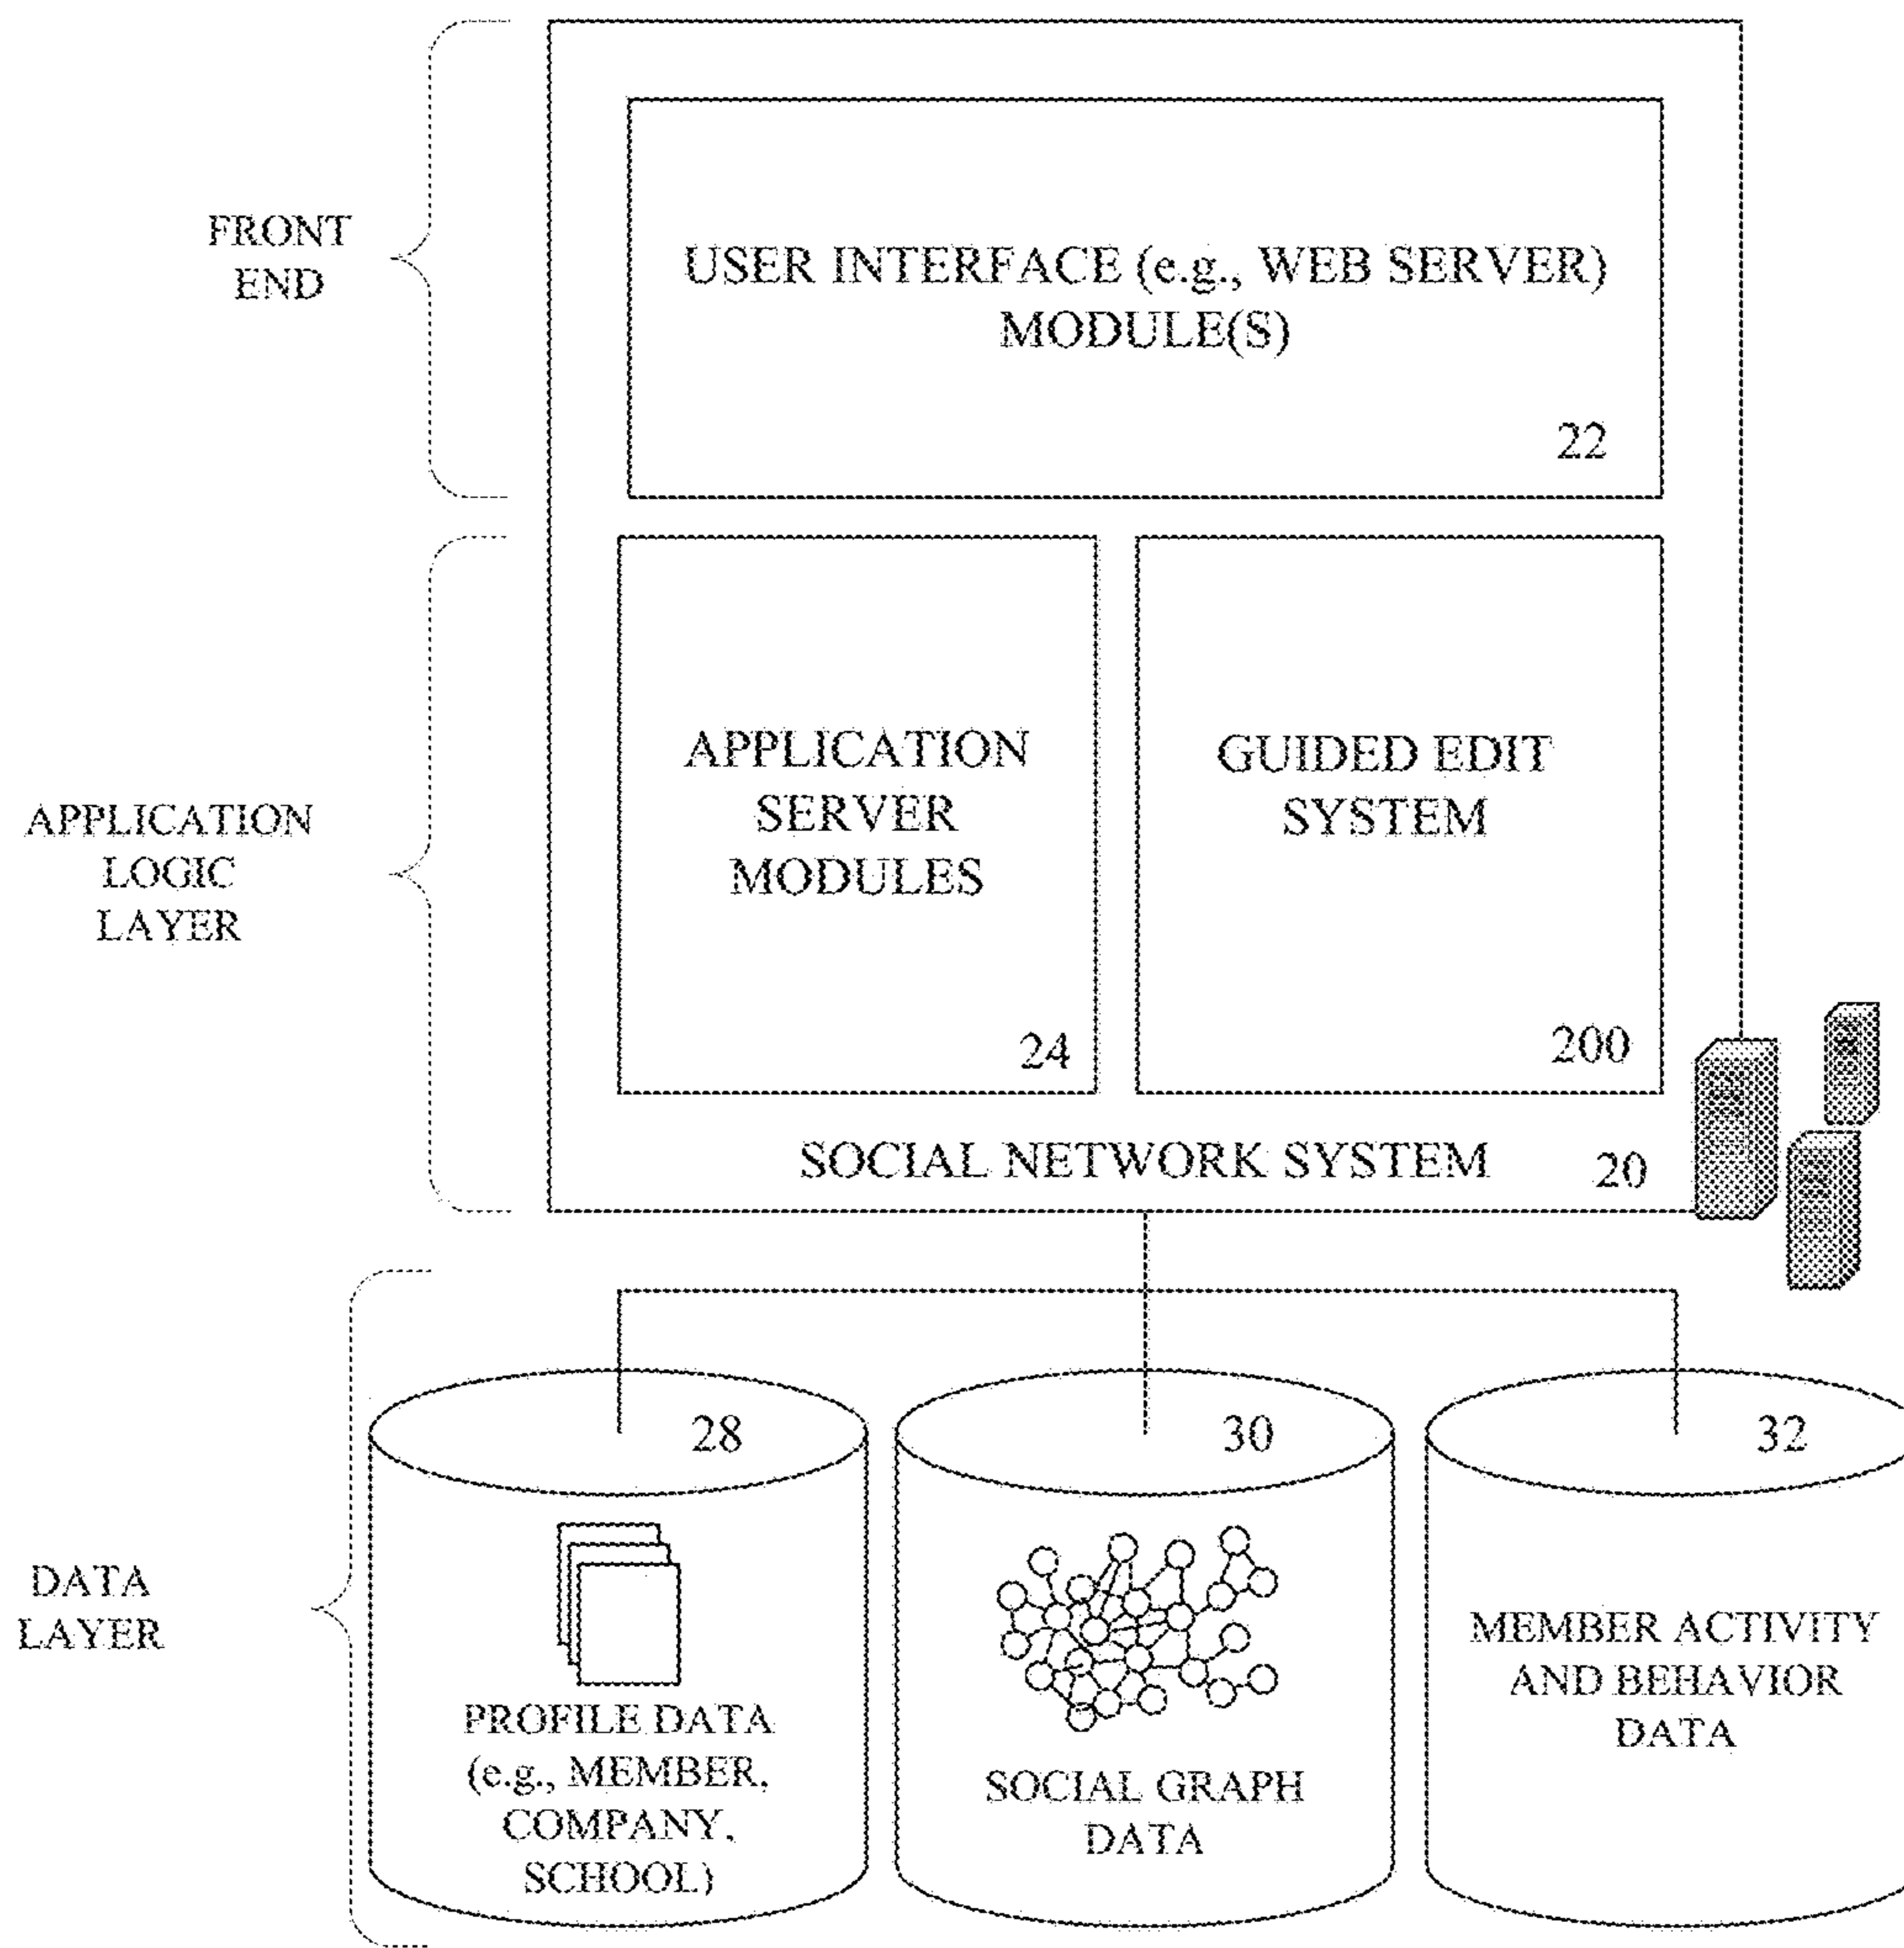 FRONT
END
USER INTERFACE (e.g., WEB SERVER)
MODULE(S)
22
APPLICATION
LOGIC
LAYER
APPLICATION
SERVER
MODULES
24
GUIDED EDIT
SYSTEM
200
SOCIAL NETWORK SYSTEM
20
DATA
LAYER
28
PROFILE DATA
(e.g., MEMBER,
COMPANY,
SCHOOL)
30
SOCIAL GRAPH
DATA
32
MEMBER ACTIVITY
AND BEHAVIOR
DATA